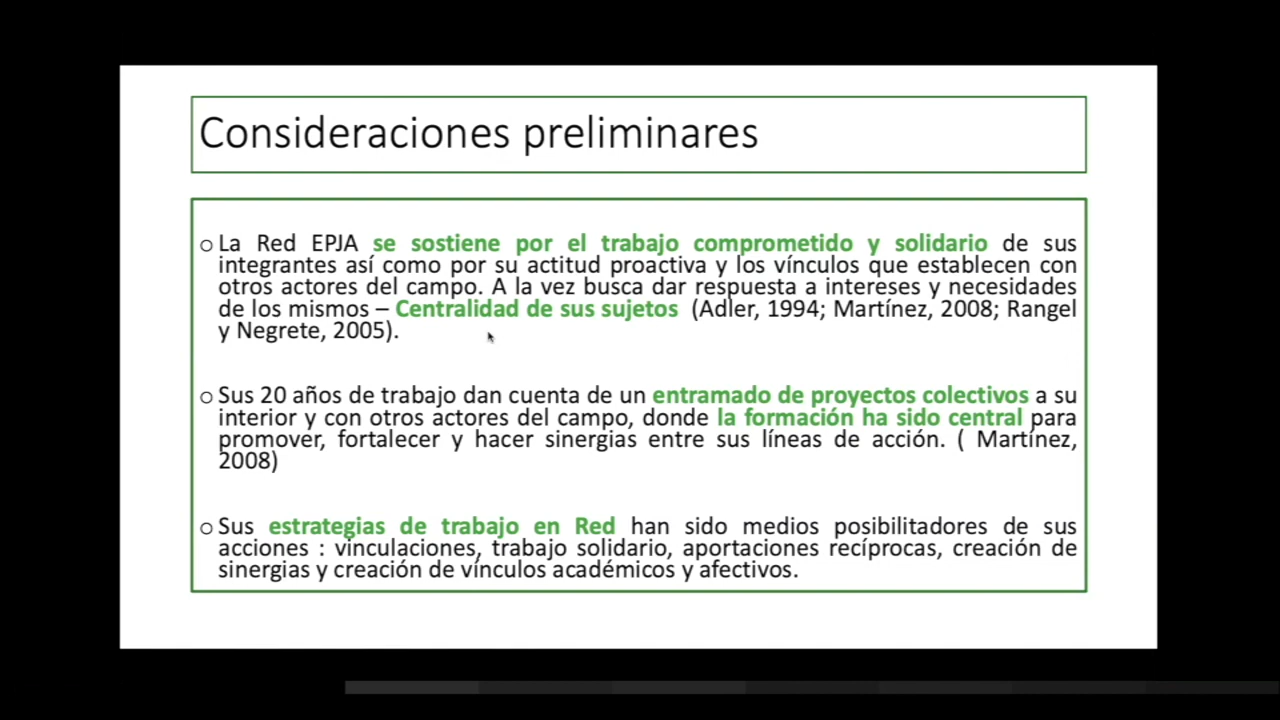 Consideraciones preliminares
○ La Red EPJA se sostiene por el trabajo comprometido y solidario de sus
integrantes así como por su actitud proactiva y los vínculos que establecen con
otros actores del campo. A la vez busca dar respuesta a intereses y necesidades
de los mismos – Centralidad de sus sujetos (Adler, 1994; Martínez, 2008; Rangel
y Negrete, 2005).
○ Sus 20 años de trabajo dan cuenta de un entramado de proyectos colectivos a su
interior y con otros actores del campo, donde la formación ha sido central para
promover, fortalecer y hacer sinergias entre sus líneas de acción. ( Martínez,
2008)
○ Sus estrategias de trabajo en Red han sido medios posibilitadores de sus
acciones : vinculaciones, trabajo solidario, aportaciones recíprocas, creación de
sinergias y creación de vínculos académicos y afectivos.